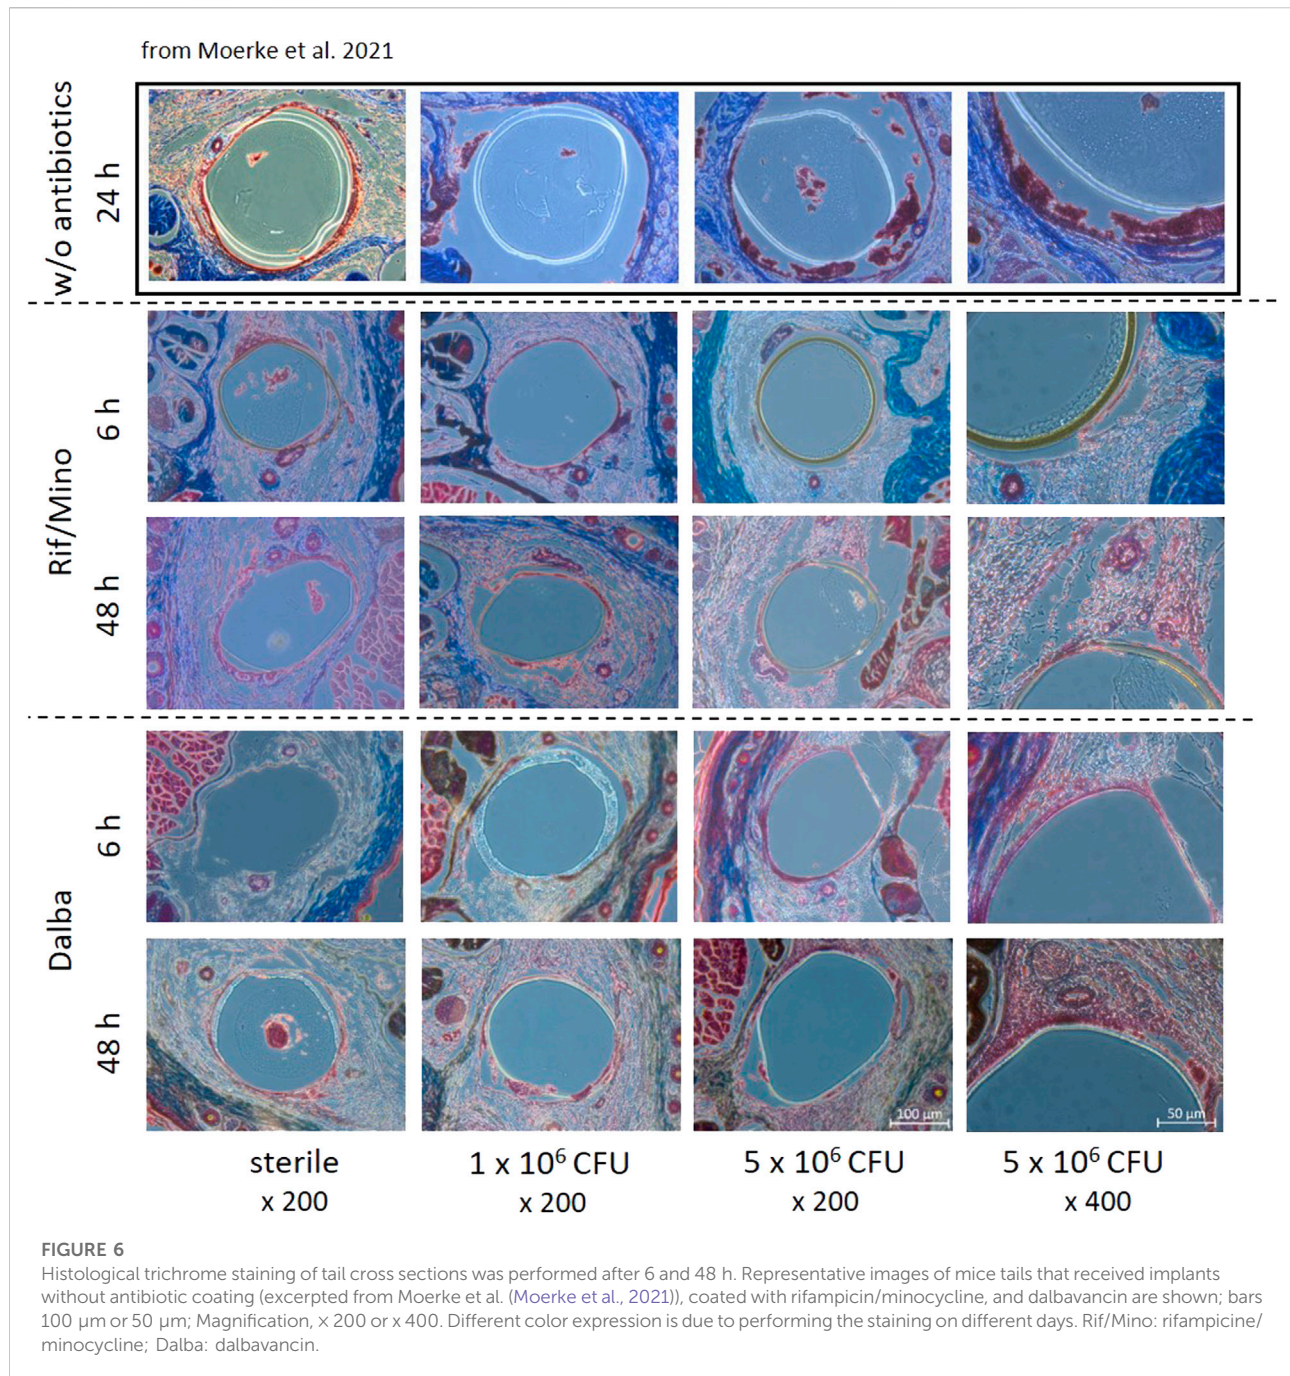 from Moerke et al. 2021
w/o antibiotics
24 h
Rif/Mino
6 h
48 h
Dalba
6 h
48 h
100 µm
50 µm
sterile
x 200
1 x 10⁶ CFU
x 200
5 x 10⁶ CFU
x 200
5 x 10⁶ CFU
x 400
FIGURE 6
Histological trichrome staining of tail cross sections was performed after 6 and 48 h. Representative images of mice tails that received implants
without antibiotic coating (excerpted from Moerke et al. (Moerke et al., 2021)), coated with rifampicin/minocycline, and dalbavancin are shown; bars
100 µm or 50 µm; Magnification, × 200 or x 400. Different color expression is due to performing the staining on different days. Rif/Mino: rifampicine/
minocycline; Dalba: dalbavancin.